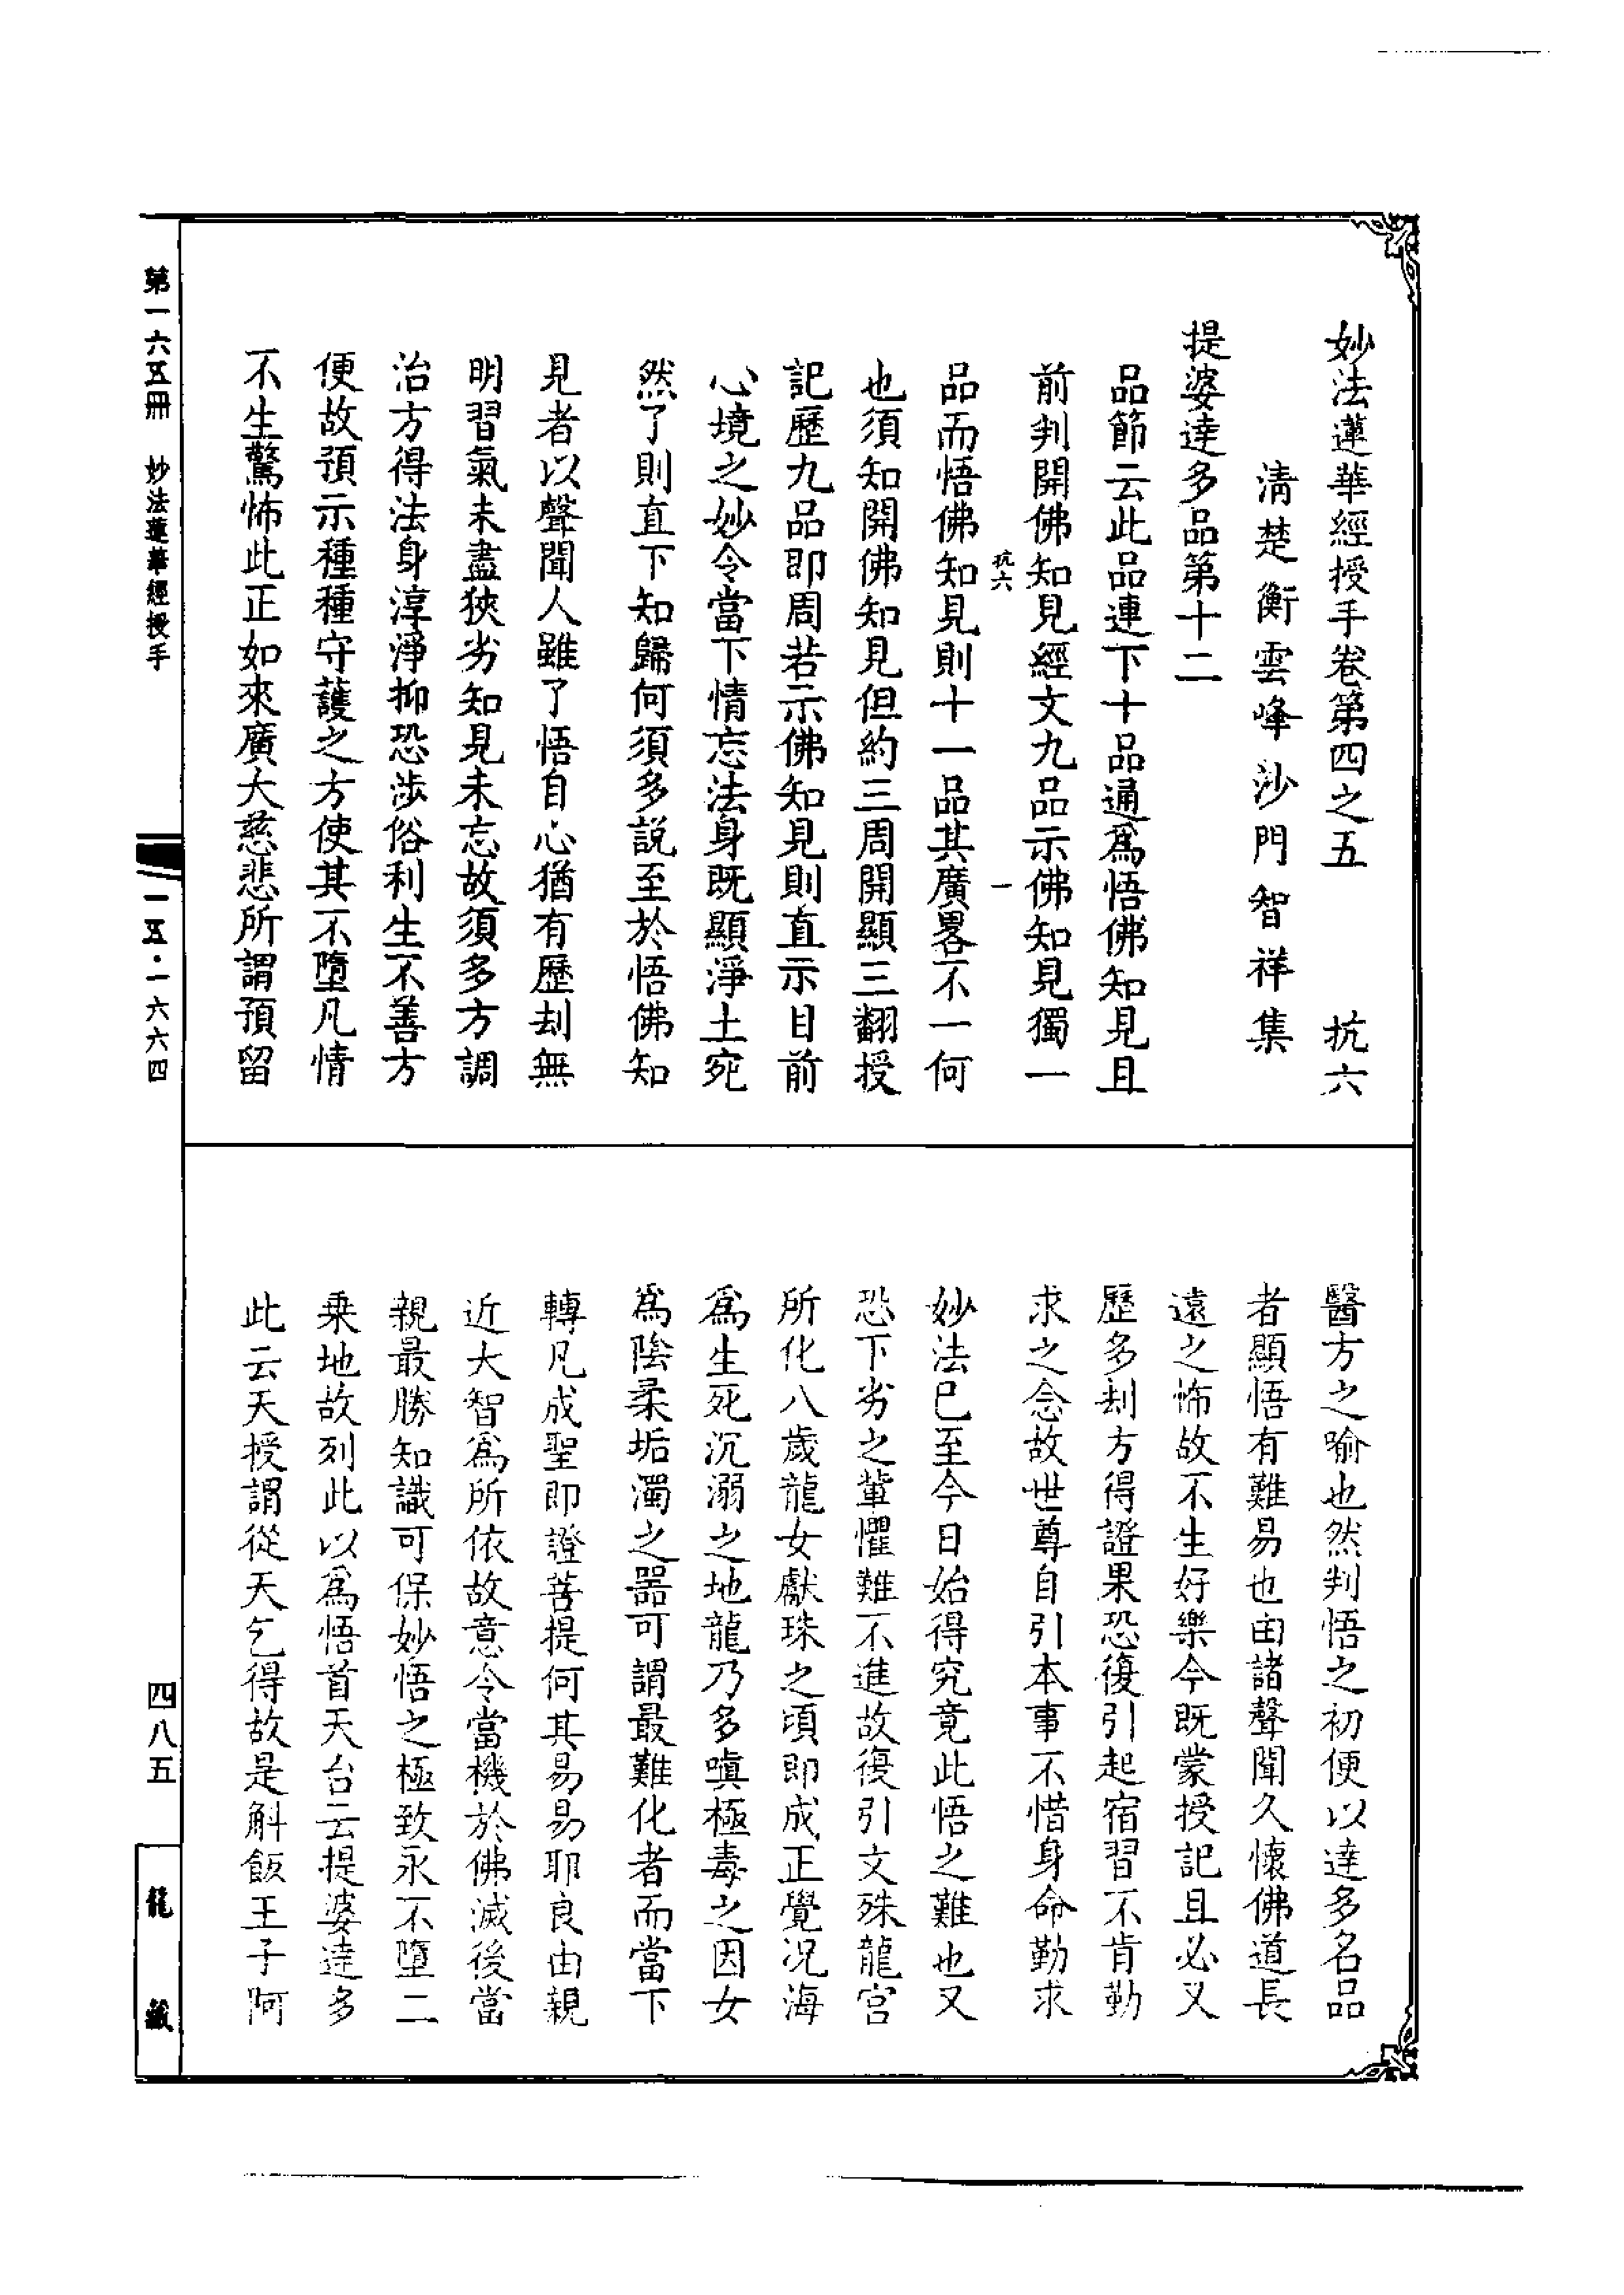 妙法蓮華經授手卷第四之五　抗六
清楚衡雲峰沙門智祥集
提婆達多品第十二
品節云此品連下十品通為悟佛知見且
前判開佛知見經文九品示佛知見獨一
抗六　一
品而悟佛知見則十一品其廣畧不一何
也須知開佛知見但約三周開顯三翻授
記歷九品即周若示佛知見則直示目前
心境之妙令當下情忘法身既顯淨土宛
然了則直下知歸何須多説至於悟佛知
見者以聲聞人雖了悟自心猶有歷刦無
明習氣未盡狹劣知見未忘故須多方調
治方得法身淳淨抑恐涉俗利生不善方
便故預示種種守護之方使其不墮凡情
不生驚怖此正如來廣大慈悲所謂預留
醫方之喻也然判悟之初便以達多名品
者顯悟有難易也由諸聲聞久懷佛道長
遠之怖故不生好樂今既蒙授記且必又
歷多刦方得證果恐復引起宿習不肯勤
求之念故世尊自引本事不惜身命勤求
妙法已至今日始得究竟此悟之難也又
恐下劣之輩懼難不進故復引文殊龍宮
所化八歲龍女獻珠之頃即成正覺况海
為生死沉溺之地龍乃多嗔極毒之因女
為陰柔垢濁之器可謂最難化者而當下
轉凡成聖即證菩提何其易易耶良由親
近大智為所依故意令當機於佛滅後當
親最勝知識可保妙悟之極致永不墮二
乘地故列此以為悟首天台云提婆達多
此云天授謂從天乞得故是斛飯王子阿
第一六五冊　妙法蓮華經授手
一五·一六六四
四八五
龍藏